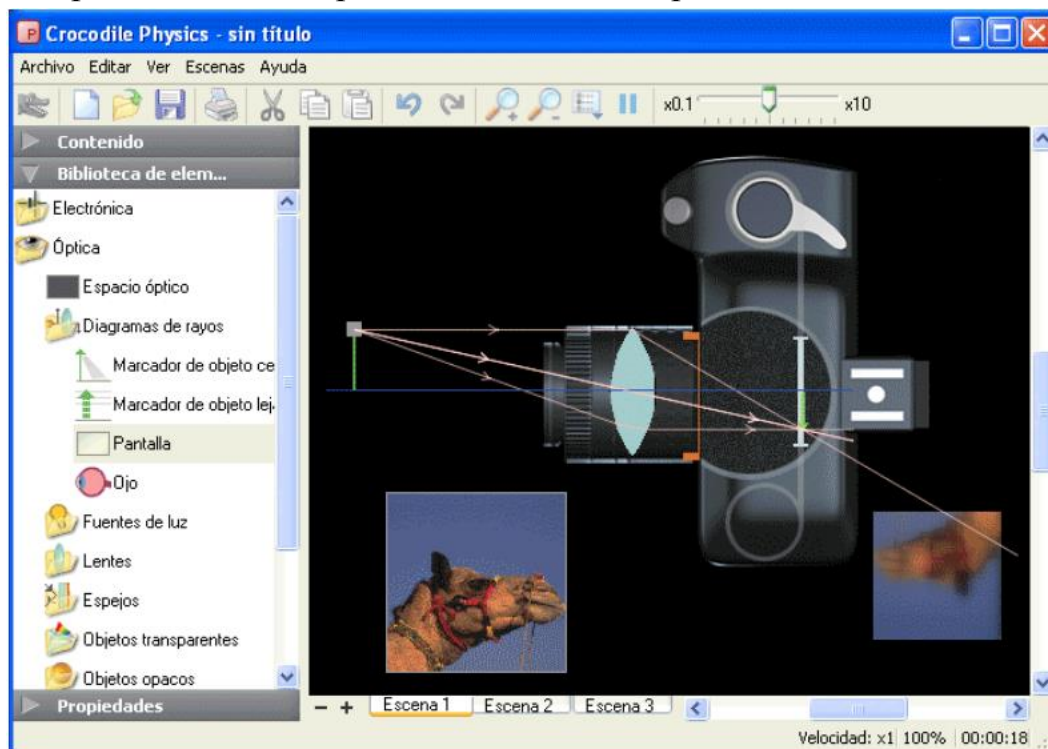 Crocodile Physics - sin título
Archivo Editar Ver Escenas Ayuda
x0.1 x10
Contenido
Biblioteca de elem...
Electrónica
Óptica
Espacio óptico
Diagramas de rayos
Marcador de objeto ce
Marcador de objeto lej
Pantalla
Ojo
Fuentes de luz
Lentes
Espejos
Objetos transparentes
Objetos opacos
Propiedades
- + Escena 1 Escena 2 Escena 3
Velocidad: x1 100% 00:00:18